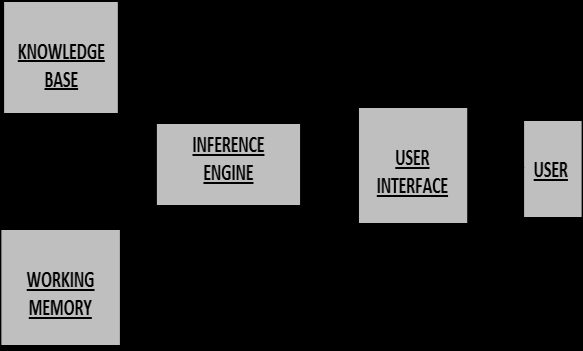 KNOWLEDGE
BASE
INFERENCE
ENGINE
USER
INTERFACE
USER
WORKING
MEMORY